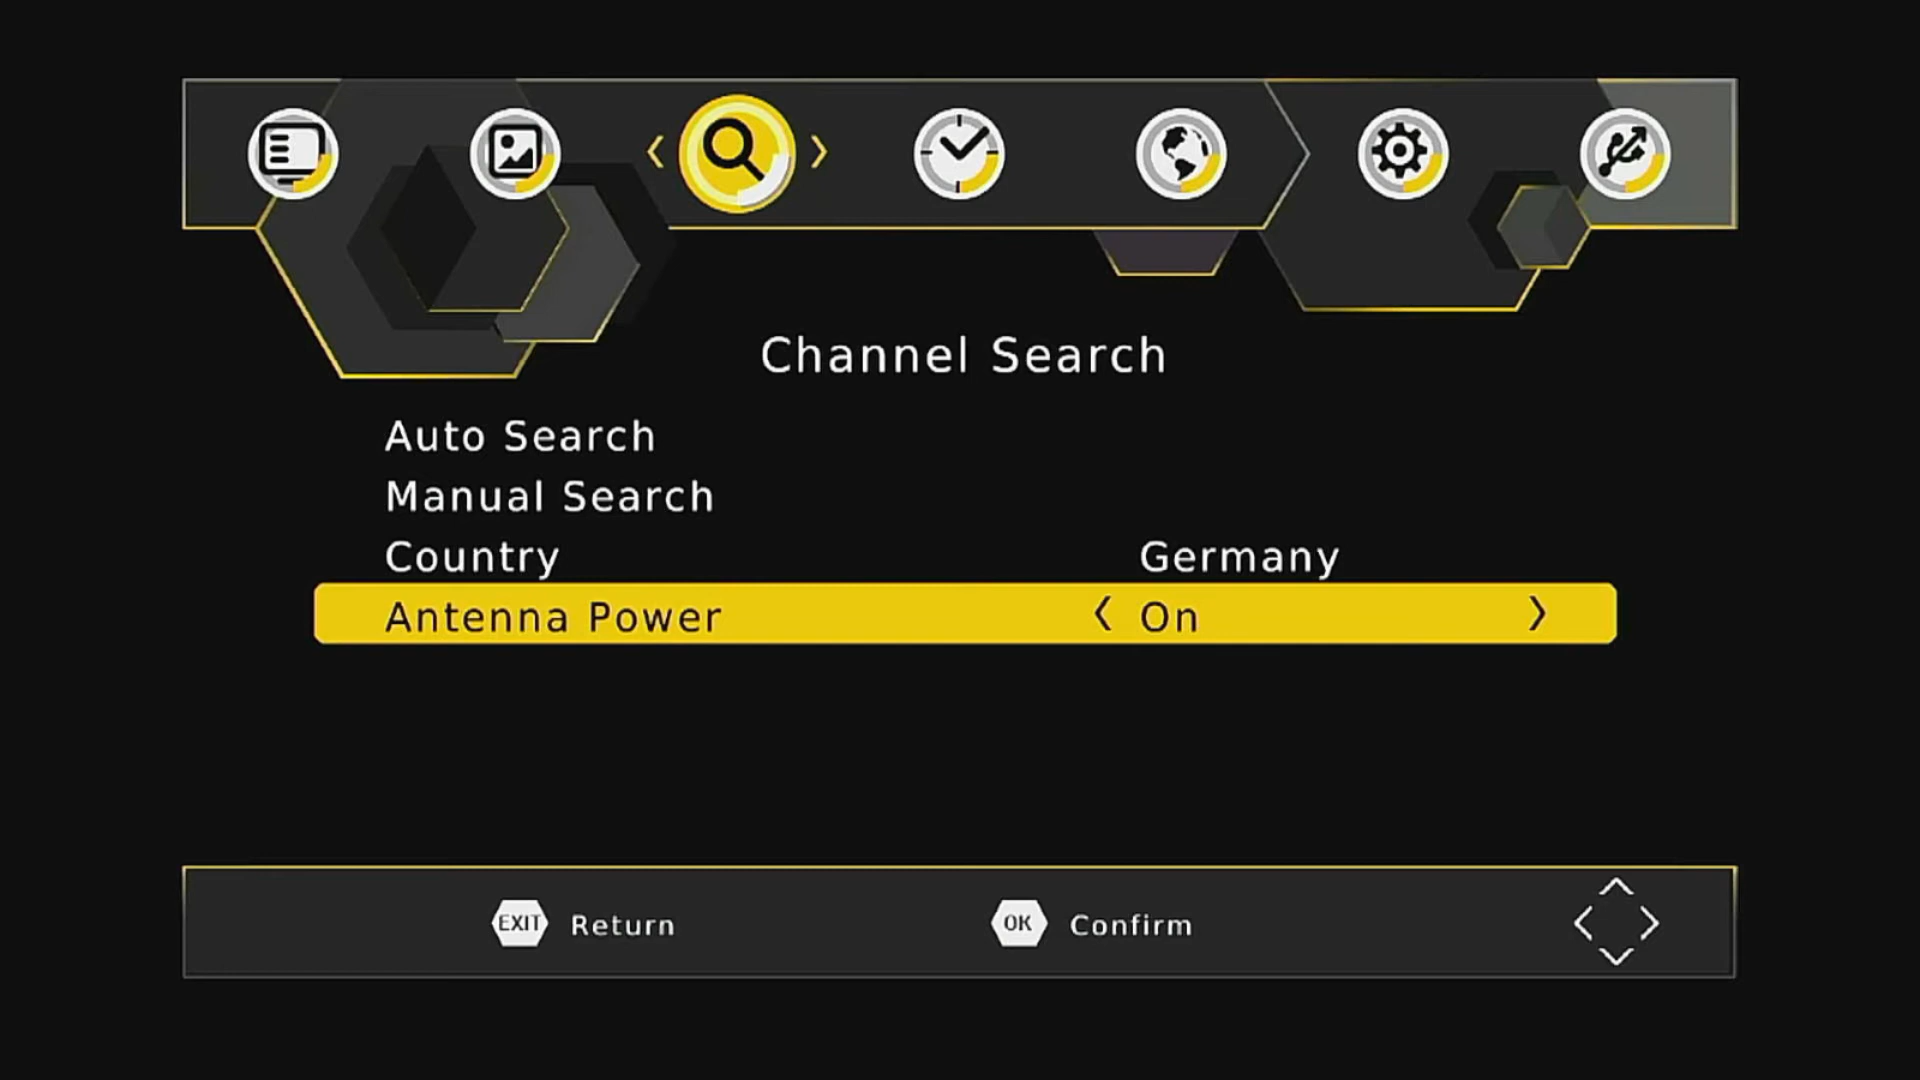 Channel Search
Auto Search
Manual Search
Country Germany
Antenna Power On
EXIT Return OK Confirm